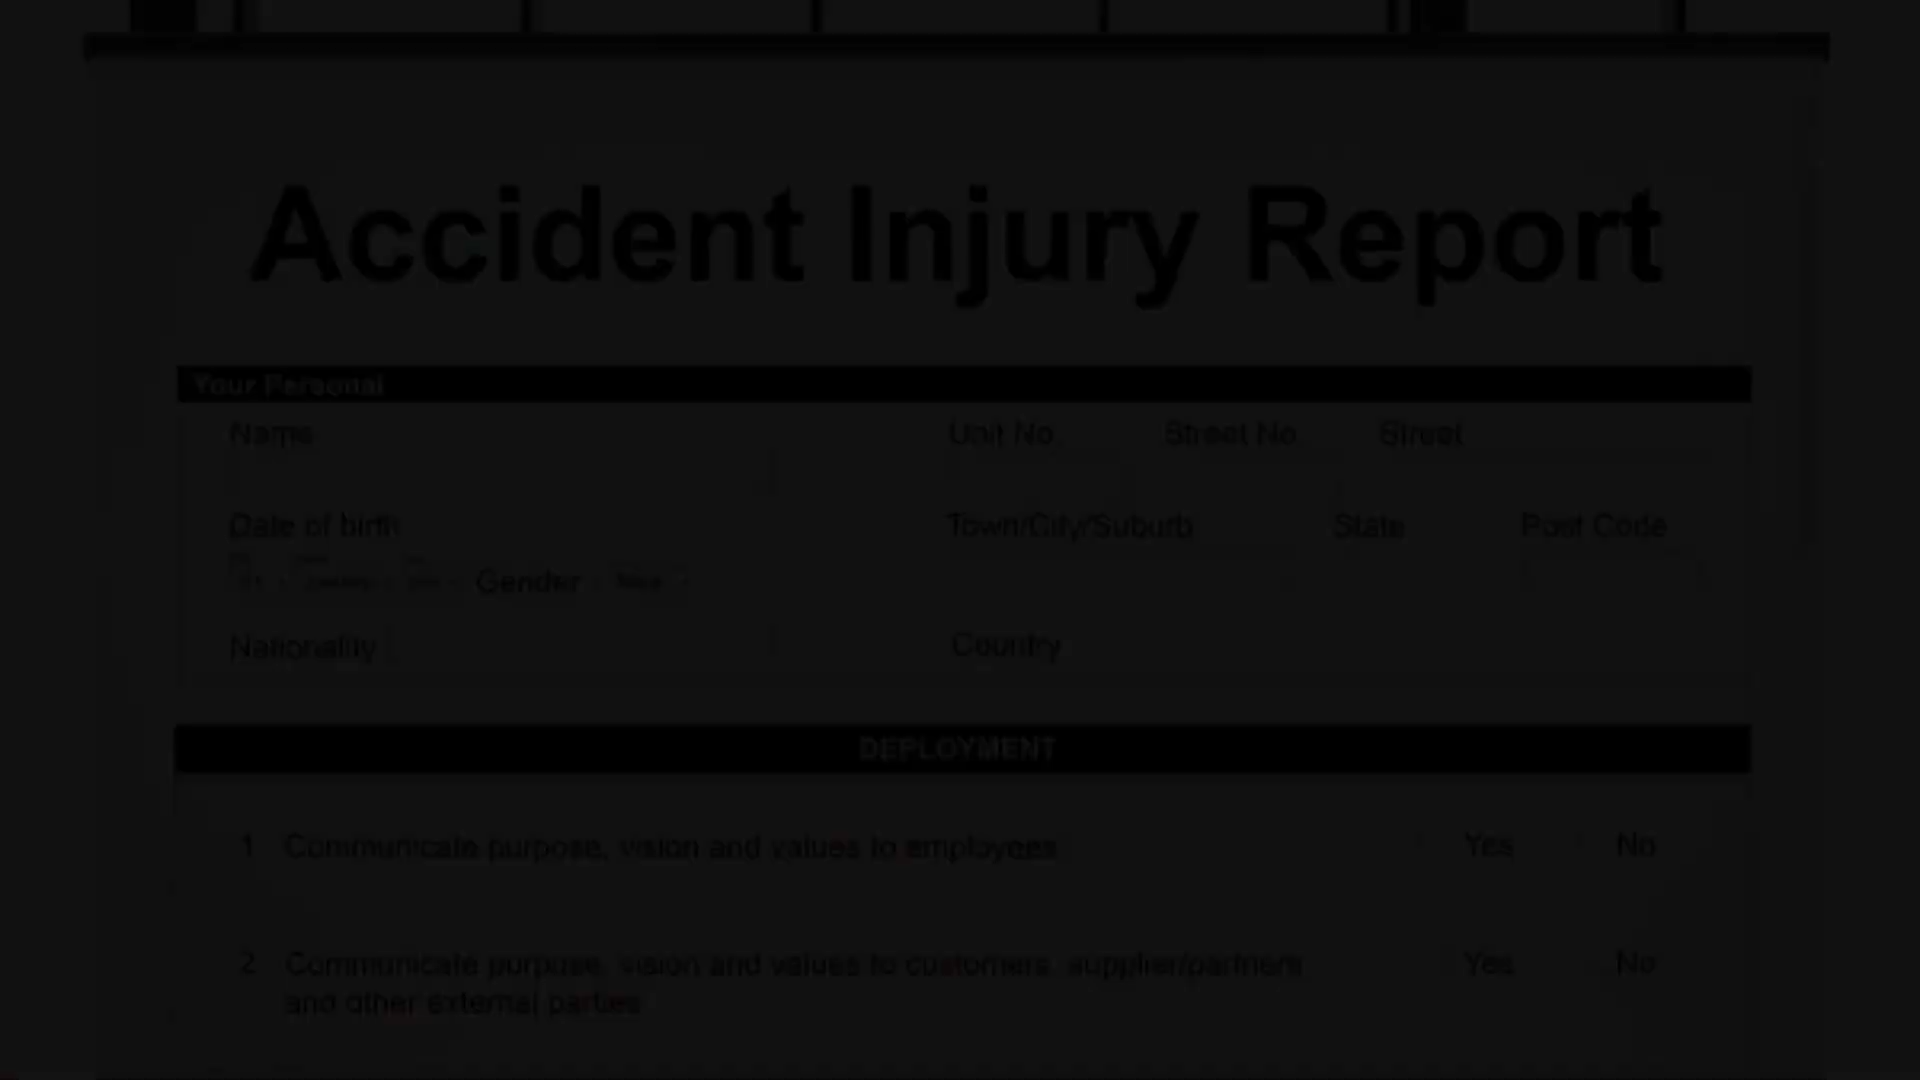 Accident Injury Report
Your Personal
Name
Unit No
Street No
Street
Date of birth
Town/City/Suburb
State
Post Code
Gender
Nationality
Country
DEPLOYMENT
1 Communicate purpose, vision and values to employees
Yes No
2 Communicate purpose, vision and values to customers, supplier/partners
Yes No
and other external parties